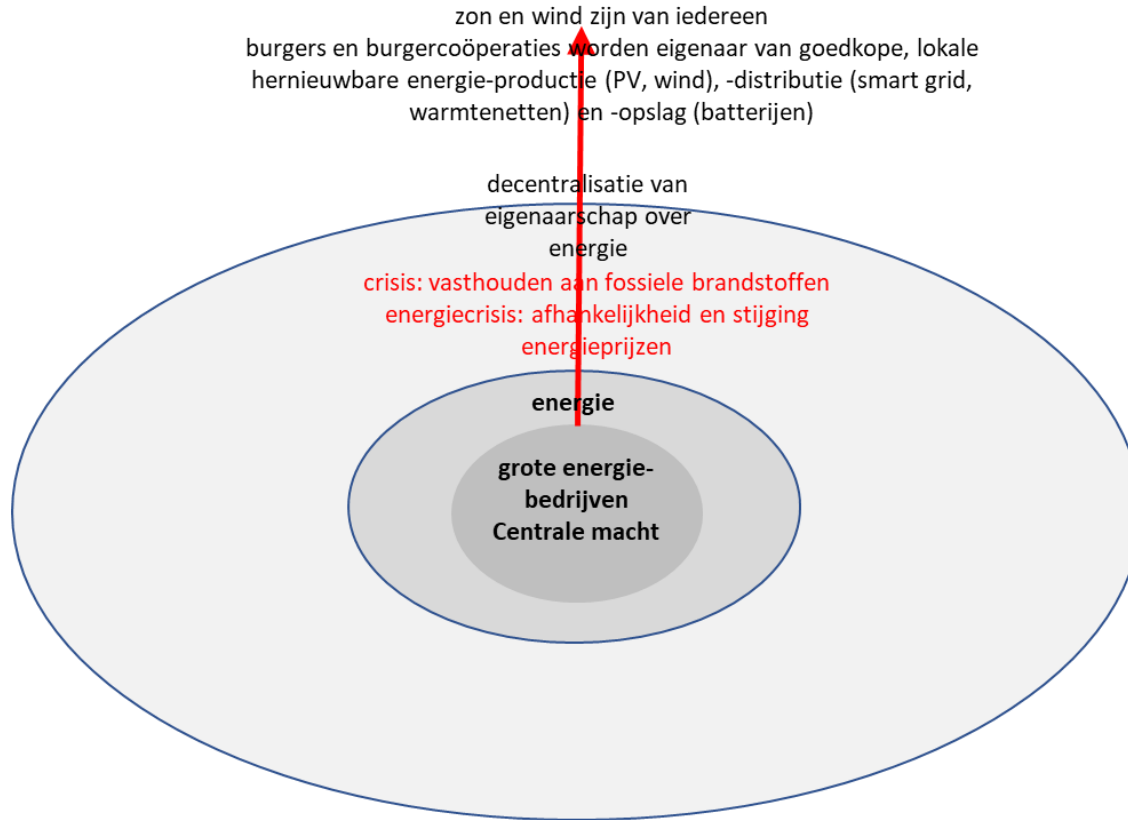 zon en wind zijn van iedereen
burgers en burgercoöperaties worden eigenaar van goedkope, lokale
hernieuwbare energie-productie (PV, wind), -distributie (smart grid,
warmtenetten) en -opslag (batterijen)
decentralisatie van
eigenaarschap over
energie
crisis: vasthouden aan fossiele brandstoffen
energiecrisis: afhankelijkheid en stijging
energieprijzen
energie
grote energie-
bedrijven
Centrale macht